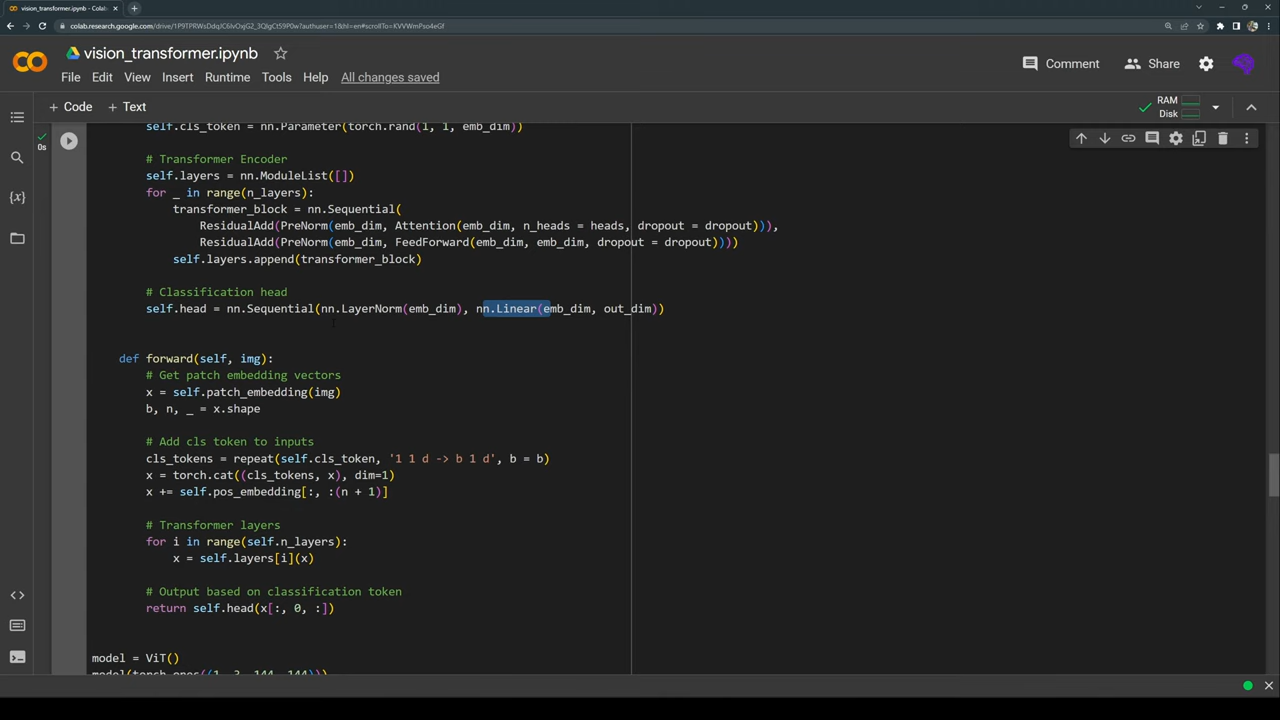 vision_transformer.ipynb - Colab
colab.research.google.com/drive/
vision_transformer.ipynb
File Edit View Insert Runtime Tools Help All changes saved
Comment Share
+ Code + Text
RAM
Disk
0s
self.cls_token = nn.Parameter(torch.rand(1, 1, emb_dim))
# Transformer Encoder
self.layers = nn.ModuleList([])
for _ in range(n_layers):
transformer_block = nn.Sequential(
ResidualAdd(PreNorm(emb_dim, Attention(emb_dim, n_heads = heads, dropout = dropout))),
ResidualAdd(PreNorm(emb_dim, FeedForward(emb_dim, emb_dim, dropout = dropout))))
self.layers.append(transformer_block)
# Classification head
self.head = nn.Sequential(nn.LayerNorm(emb_dim), nn.Linear(emb_dim, out_dim))
def forward(self, img):
# Get patch embedding vectors
x = self.patch_embedding(img)
b, n, _ = x.shape
# Add cls token to inputs
cls_tokens = repeat(self.cls_token, '1 1 d -> b 1 d', b = b)
x = torch.cat((cls_tokens, x), dim=1)
x += self.pos_embedding[:, :(n + 1)]
# Transformer layers
for i in range(self.n_layers):
x = self.layers[i](x)
# Output based on classification token
return self.head(x[:, 0, :])
model = ViT()
model(torch.ones((1, 3, 144, 144)))